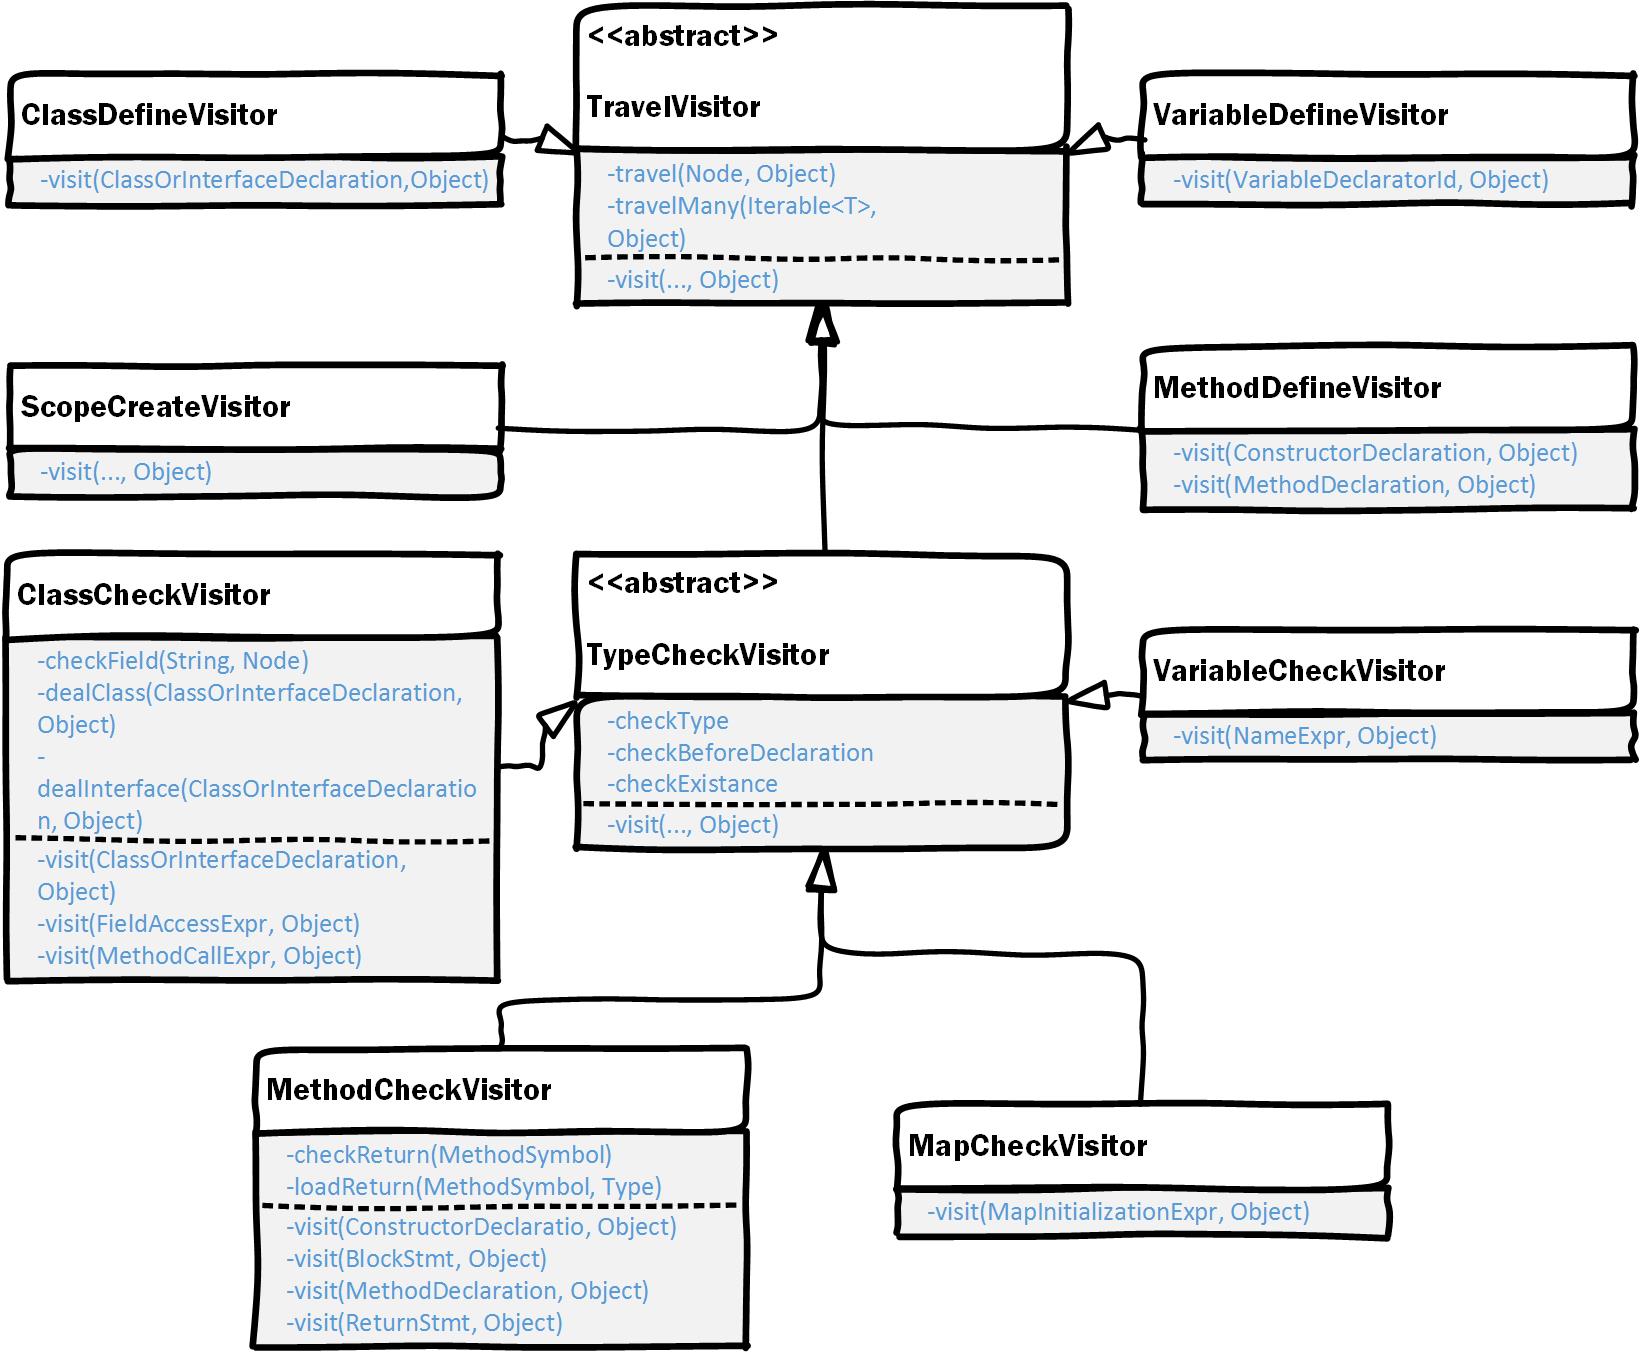 <<abstract>>
TravelVisitor
-travel(Node, Object)
-travelMany(Iterable<T>,
Object)
-visit(..., Object)
ClassDefineVisitor
-visit(ClassOrInterfaceDeclaration,Object)
VariableDefineVisitor
-visit(VariableDeclaratorId, Object)
ScopeCreateVisitor
-visit(..., Object)
MethodDefineVisitor
-visit(ConstructorDeclaration, Object)
-visit(MethodDeclaration, Object)
ClassCheckVisitor
-checkField(String, Node)
-dealClass(ClassOrInterfaceDeclaration,
Object)
-
dealInterface(ClassOrInterfaceDeclaratio
n, Object)
-visit(ClassOrInterfaceDeclaration,
Object)
-visit(FieldAccessExpr, Object)
-visit(MethodCallExpr, Object)
<<abstract>>
TypeCheckVisitor
-checkType
-checkBeforeDeclaration
-checkExistance
-visit(..., Object)
VariableCheckVisitor
-visit(NameExpr, Object)
MethodCheckVisitor
-checkReturn(MethodSymbol)
-loadReturn(MethodSymbol, Type)
-visit(ConstructorDeclaratio, Object)
-visit(BlockStmt, Object)
-visit(MethodDeclaration, Object)
-visit(ReturnStmt, Object)
MapCheckVisitor
-visit(MapInitializationExpr, Object)